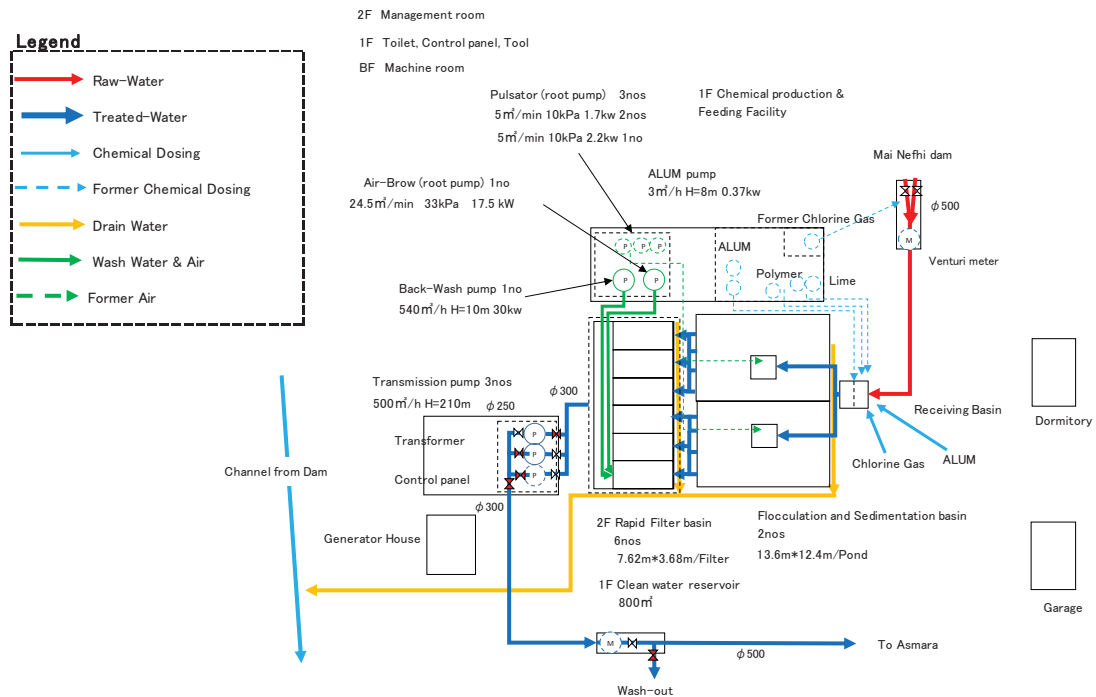 2F Management room
1F Toilet, Control panel, Tool
BF Machine room
Legend
Raw-Water
Treated-Water
Chemical Dosing
Former Chemical Dosing
Drain Water
Wash Water & Air
Former Air
Pulsator (root pump) 3nos
5㎥/min 10kPa 1.7kw 2nos
5㎥/min 10kPa 2.2kw 1no
1F Chemical production &
Feeding Facility
Air-Brow (root pump) 1no
24.5㎥/min 33kPa 17.5 kW
ALUM pump
3㎥/h H=8m 0.37kw
Mai Nefhi dam
φ500
M
Venturi meter
Former Chlorine Gas
P
P P P
ALUM
Polymer
Lime
P P
Back-Wash pump 1no
540㎥/h H=10m 30kw
Transmission pump 3nos
500㎥/h H=210m
φ250
φ300
Transformer
Control panel
P
P
P
φ300
Receiving Basin
Chlorine Gas
ALUM
Dormitory
Channel from Dam
Generator House
2F Rapid Filter basin
6nos
7.62m*3.68m/Filter
1F Clean water reservoir
800㎥
Flocculation and Sedimentation basin
2nos
13.6m*12.4m/Pond
Garage
M
φ500
To Asmara
Wash-out